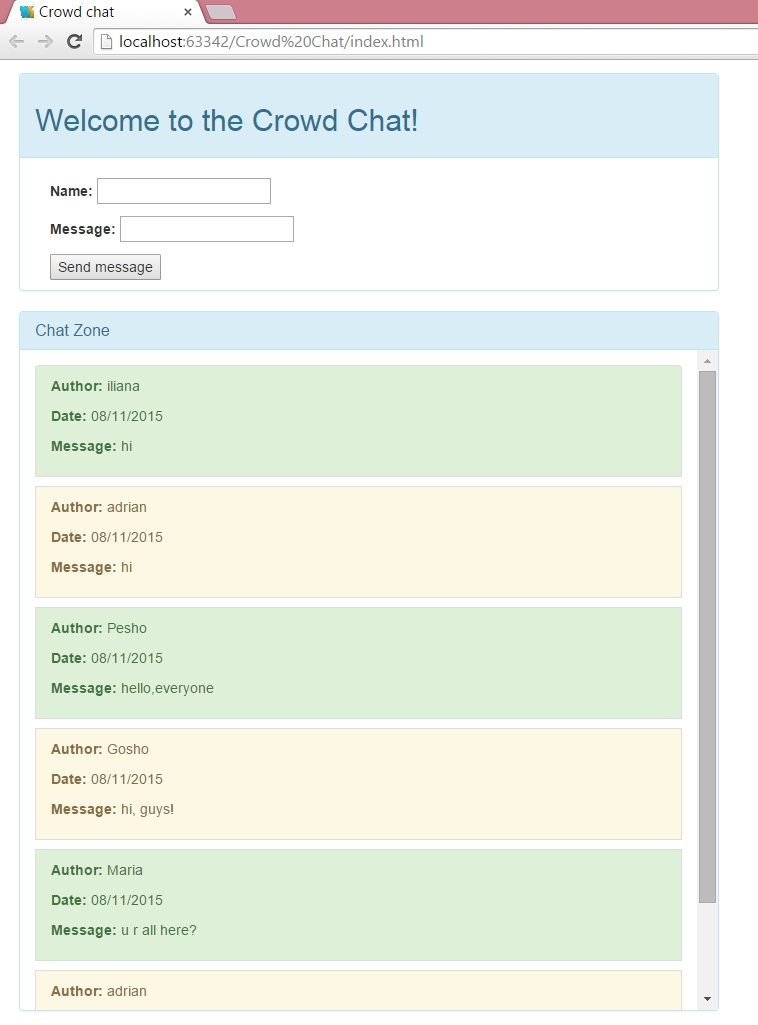 Crowd chat
localhost:63342/Crowd%20Chat/index.html
Welcome to the Crowd Chat!
Name:
Message:
Send message
Chat Zone
Author: iliana
Date: 08/11/2015
Message: hi
Author: adrian
Date: 08/11/2015
Message: hi
Author: Pesho
Date: 08/11/2015
Message: hello,everyone
Author: Gosho
Date: 08/11/2015
Message: hi, guys!
Author: Maria
Date: 08/11/2015
Message: u r all here?
Author: adrian